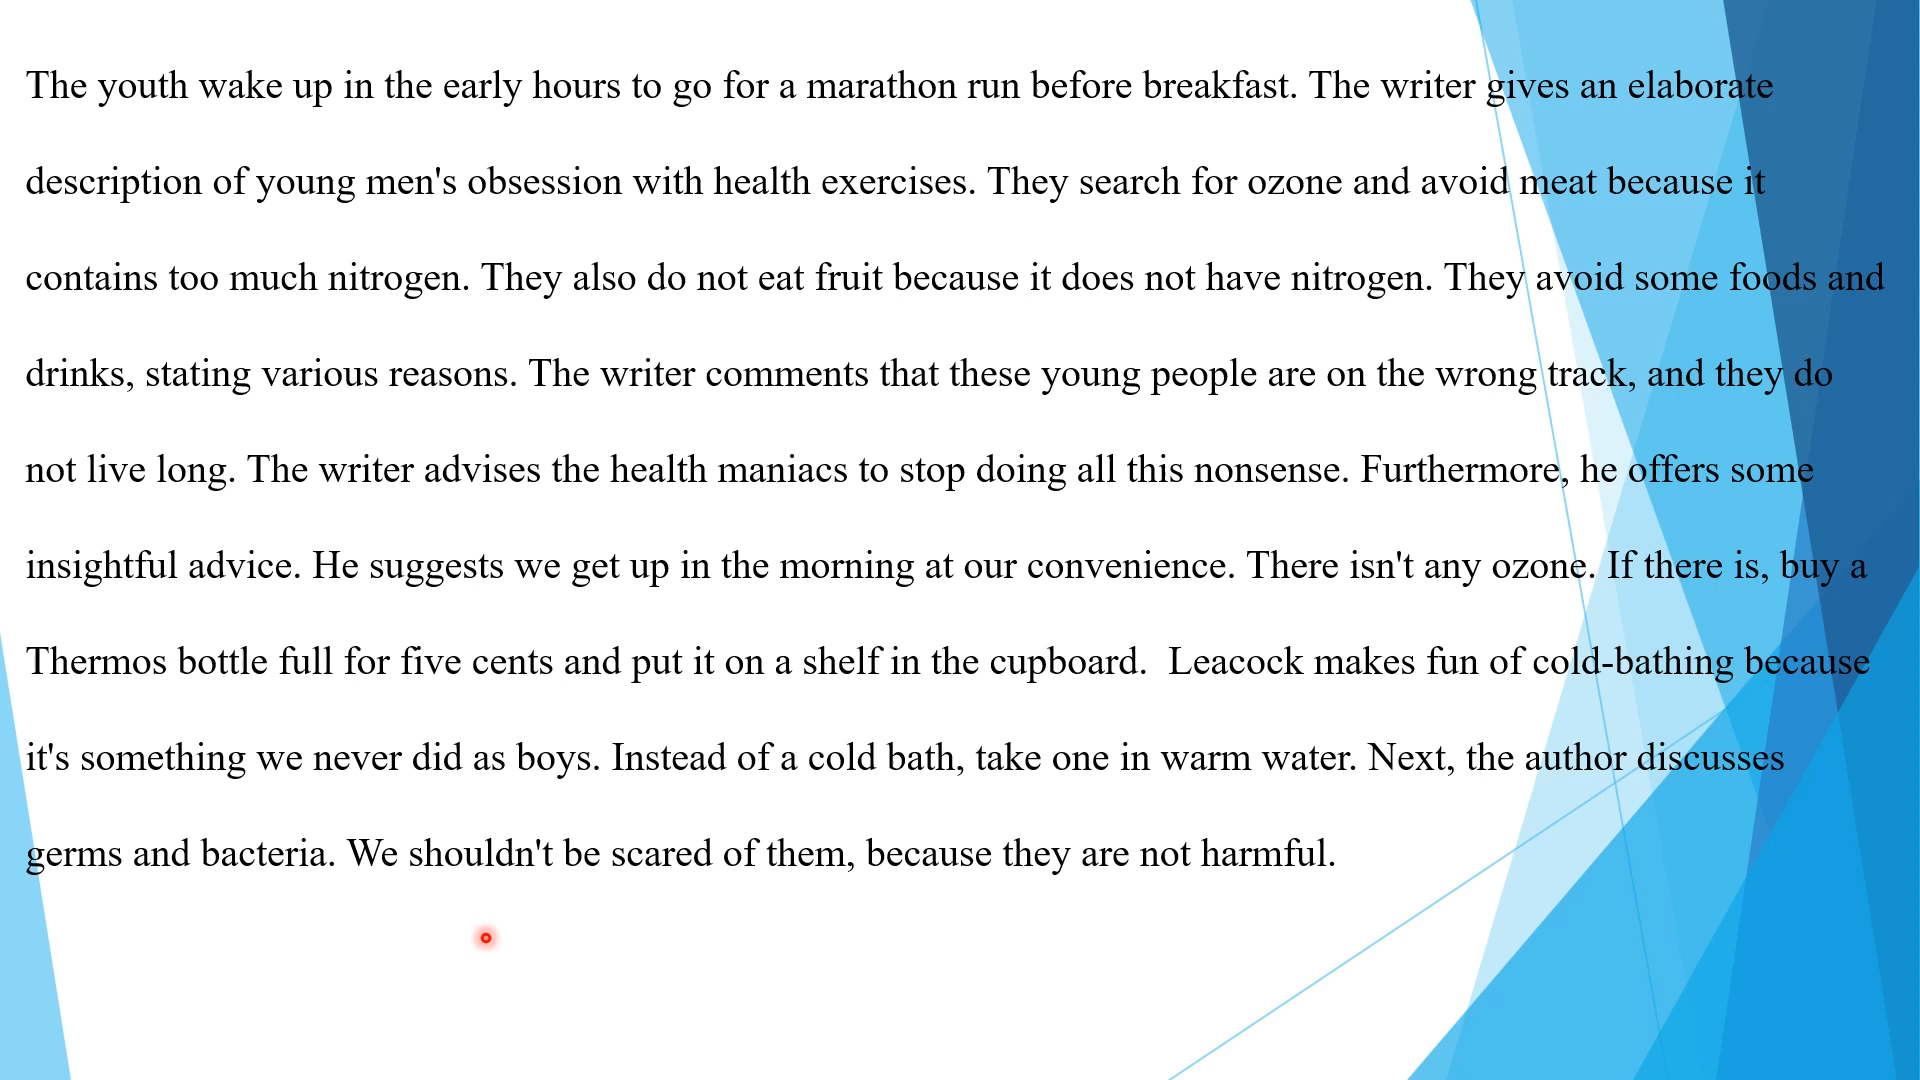 The youth wake up in the early hours to go for a marathon run before breakfast. The writer gives an elaborate
description of young men's obsession with health exercises. They search for ozone and avoid meat because it
contains too much nitrogen. They also do not eat fruit because it does not have nitrogen. They avoid some foods and
drinks, stating various reasons. The writer comments that these young people are on the wrong track, and they do
not live long. The writer advises the health maniacs to stop doing all this nonsense. Furthermore, he offers some
insightful advice. He suggests we get up in the morning at our convenience. There isn't any ozone. If there is, buy a
Thermos bottle full for five cents and put it on a shelf in the cupboard.  Leacock makes fun of cold-bathing because
it's something we never did as boys. Instead of a cold bath, take one in warm water. Next, the author discusses
germs and bacteria. We shouldn't be scared of them, because they are not harmful.